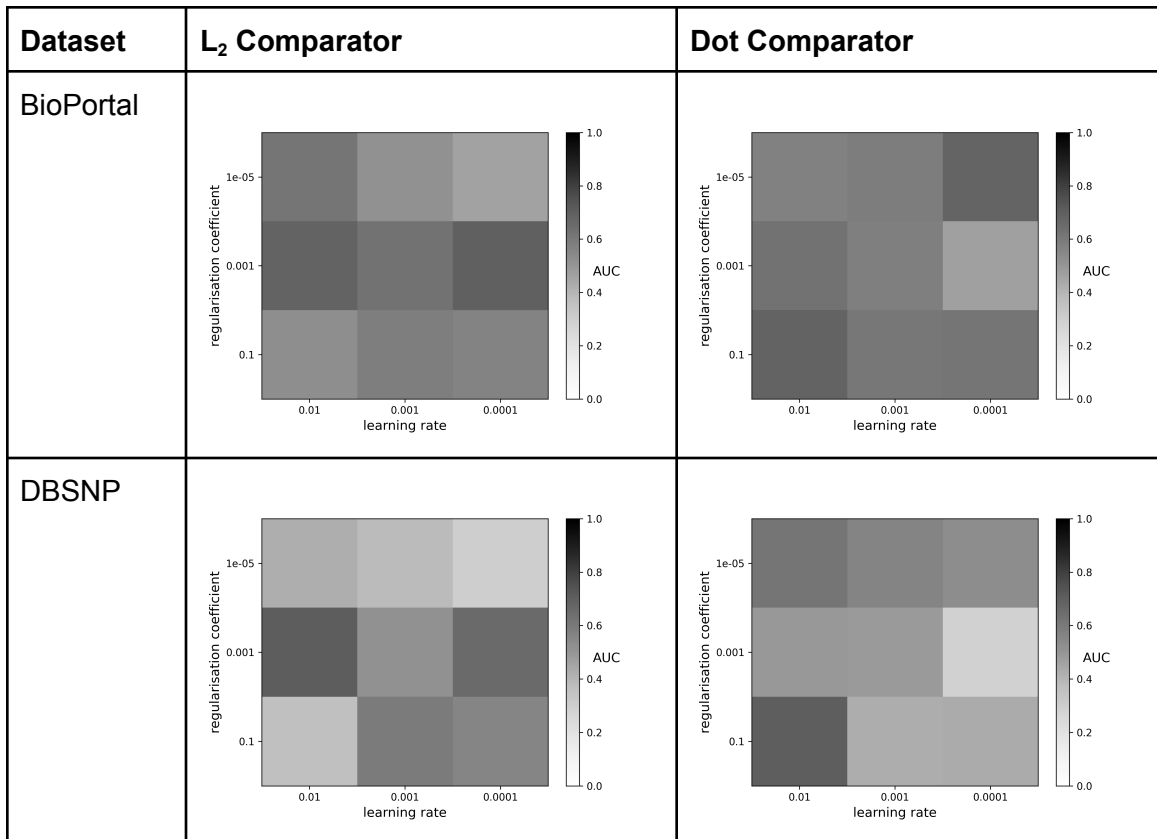 Dataset
L₂ Comparator
Dot Comparator
BioPortal
regularisation coefficient
1e-05
0.001
0.1
0.01
0.001
0.0001
learning rate
1.0
0.8
0.6
0.4
0.2
0.0
AUC
regularisation coefficient
1e-05
0.001
0.1
0.01
0.001
0.0001
learning rate
1.0
0.8
0.6
0.4
0.2
0.0
AUC
DBSNP
regularisation coefficient
1e-05
0.001
0.1
0.01
0.001
0.0001
learning rate
1.0
0.8
0.6
0.4
0.2
0.0
AUC
regularisation coefficient
1e-05
0.001
0.1
0.01
0.001
0.0001
learning rate
1.0
0.8
0.6
0.4
0.2
0.0
AUC